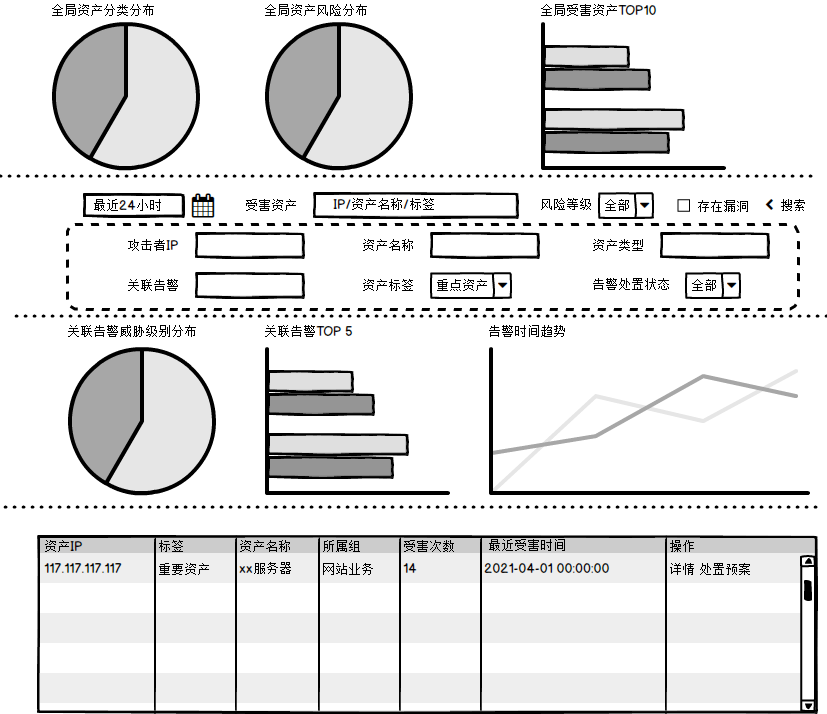 全局资产分类分布 全局资产风险分布 全局受害资产TOP10
最近24小时 受害资产 IP/资产名称/标签 风险等级 全部 存在漏洞 搜索
攻击者IP 资产名称 资产类型
关联告警 资产标签 重点资产 告警处置状态 全部
关联告警威胁级别分布 关联告警TOP 5 告警时间趋势
资产IP 标签 资产名称 所属组 受害次数 最近受害时间 操作
117.117.117.117 重要资产 xx服务器 网站业务 14 2021-04-01 00:00:00 详情 处置预案